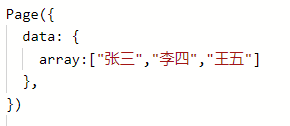 Page({
  data: {
    array:["张三","李四","王五"]
  },
})